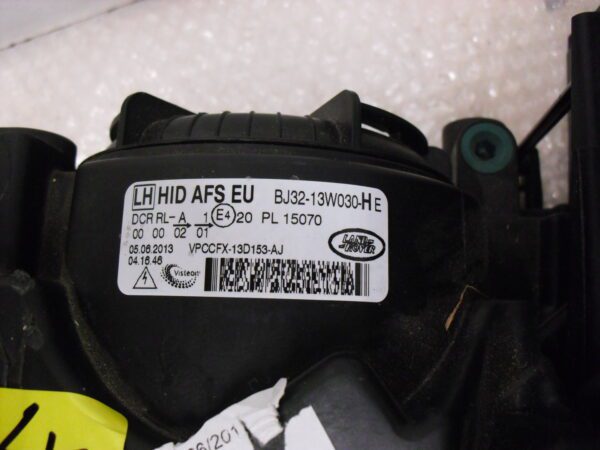 LH HID AFS EU BJ32-13W030-HE
DCR RL-A 1 E4 20 PL 15070
00 00 02 01
05.06.2013 VPCCFX-13D153-AJ
LAND ROVER
04.16.46
Visteon